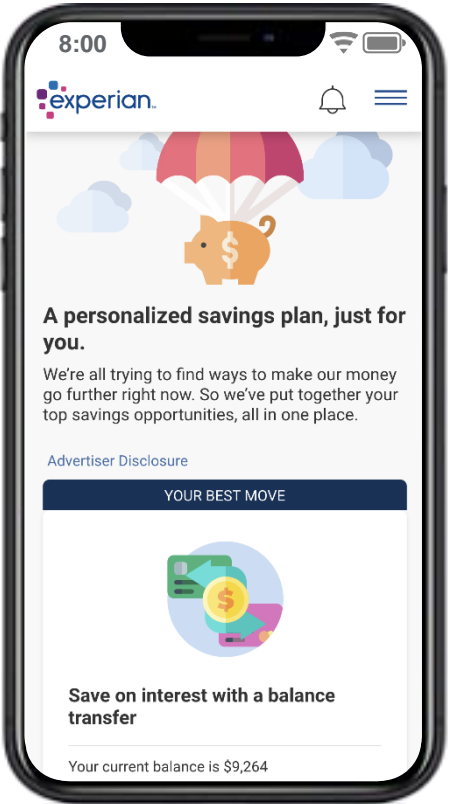 8:00
experian.
A personalized savings plan, just for
you.
We're all trying to find ways to make our money
go further right now. So we've put together your
top savings opportunities, all in one place.
Advertiser Disclosure
YOUR BEST MOVE
$
$
Save on interest with a balance
transfer
Your current balance is $9,264